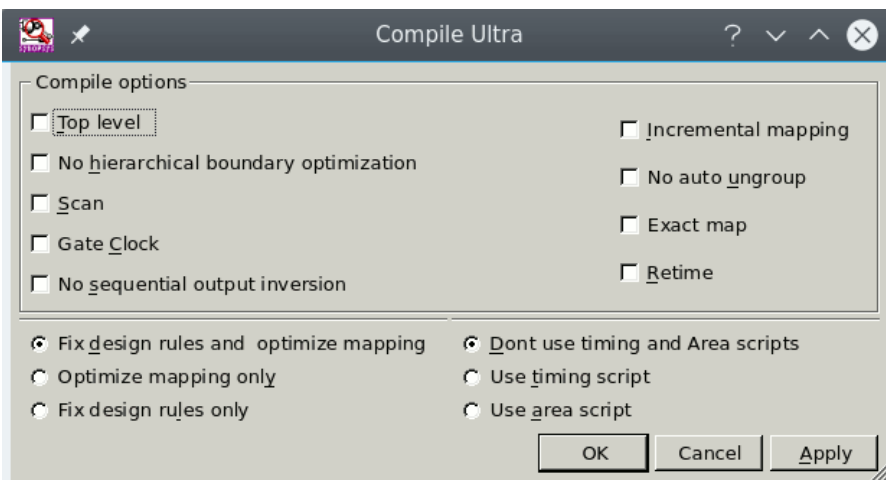 SYNOPSYS
Compile Ultra
?
Compile options
Top level
No hierarchical boundary optimization
Scan
Gate Clock
No sequential output inversion
Incremental mapping
No auto ungroup
Exact map
Retime
Fix design rules and optimize mapping
Optimize mapping only
Fix design rules only
Dont use timing and Area scripts
Use timing script
Use area script
OK
Cancel
Apply